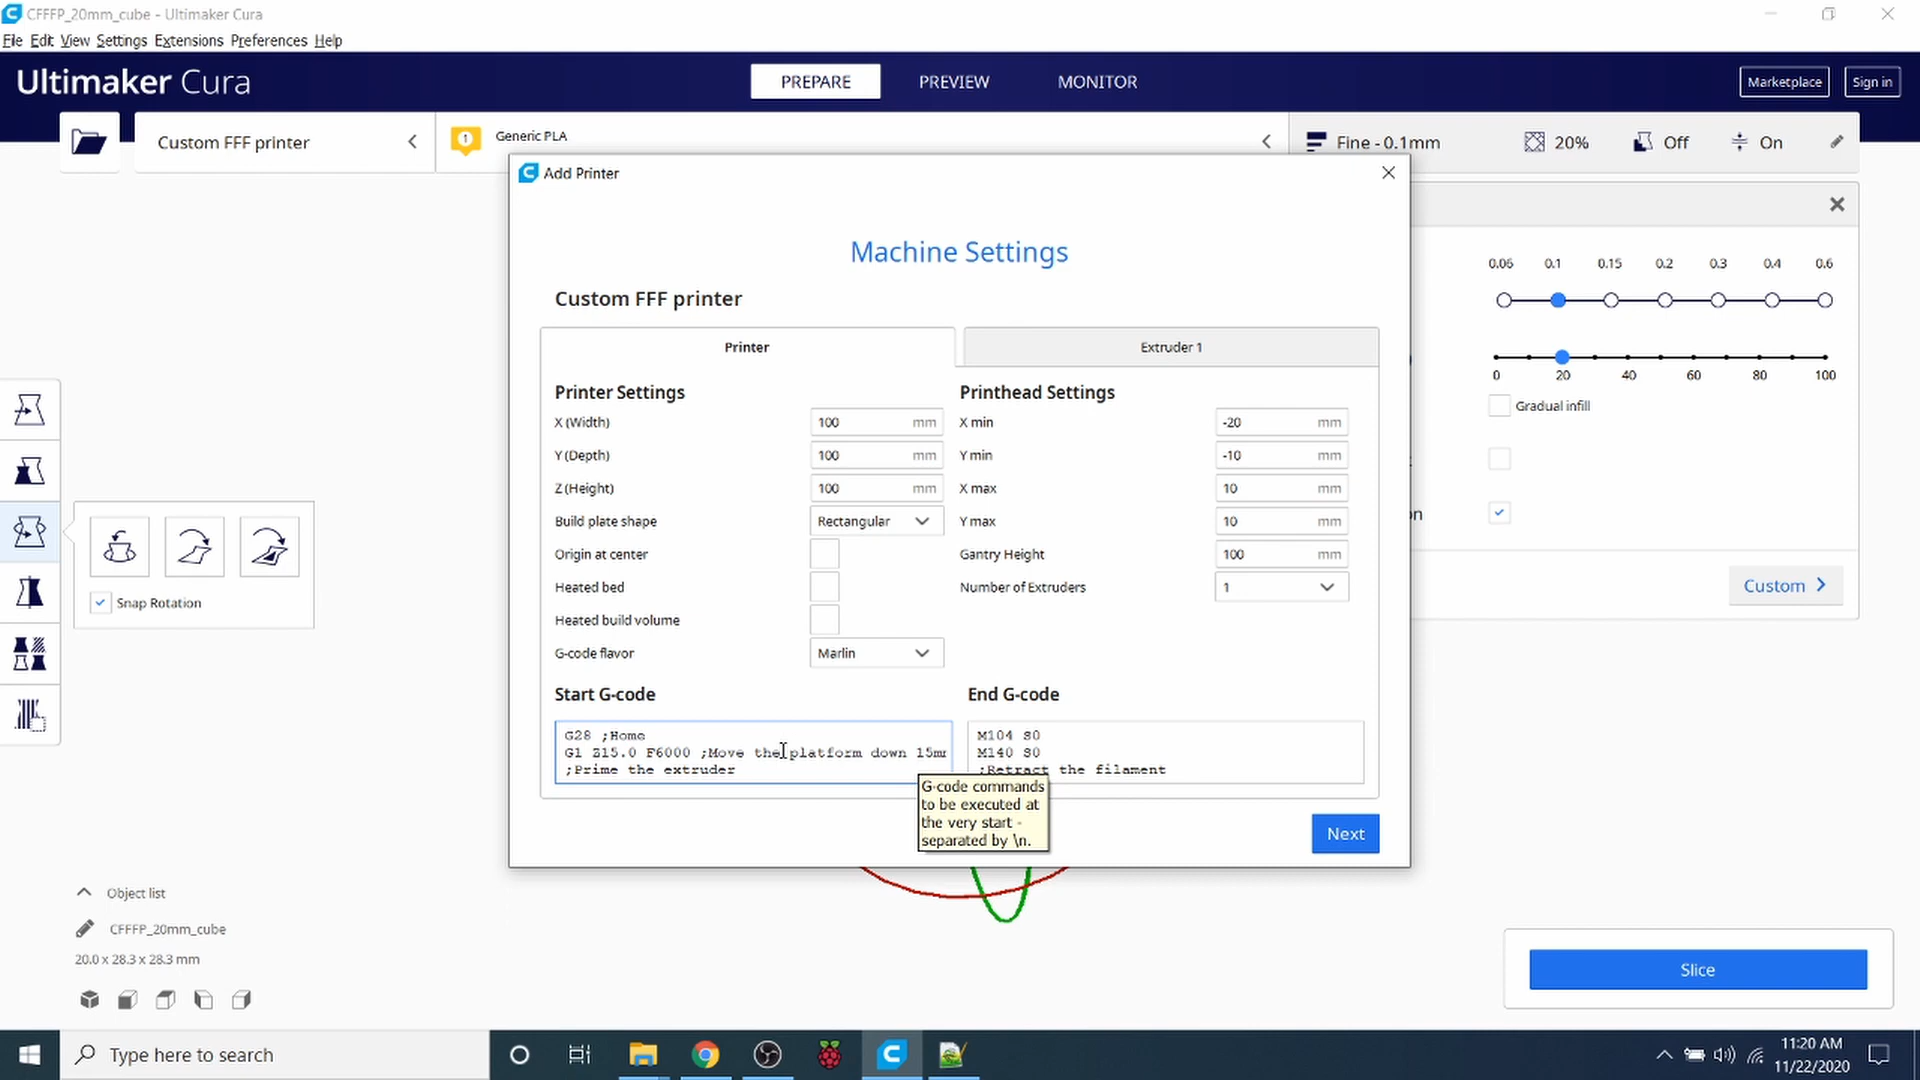 CFFFP_20mm_cube - Ultimaker Cura
File Edit View Settings Extensions Preferences Help
Ultimaker Cura
PREPARE
PREVIEW
MONITOR
Marketplace
Sign in
Custom FFF printer
1
Generic PLA
Fine - 0.1mm
20%
Off
On
Add Printer
Machine Settings
Custom FFF printer
Printer
Extruder 1
Printer Settings
X (Width) 100 mm
Y (Depth) 100 mm
Z (Height) 100 mm
Build plate shape Rectangular
Origin at center
Heated bed
Heated build volume
G-code flavor Marlin
Printhead Settings
X min -20 mm
Y min -10 mm
X max 10 mm
Y max 10 mm
Gantry Height 100 mm
Number of Extruders 1
Start G-code
G28 ;Home
G1 Z15.0 F6000 ;Move the platform down 15m
;Prime the extruder
End G-code
M104 S0
M140 S0
;Retract the filament
G-code commands
to be executed at
the very start -
separated by \n.
Next
0.06 0.1 0.15 0.2 0.3 0.4 0.6
0 20 40 60 80 100
Gradual infill
on
Custom
Snap Rotation
Object list
CFFFP_20mm_cube
20.0 x 28.3 x 28.3 mm
Slice
Type here to search
11:20 AM
11/22/2020